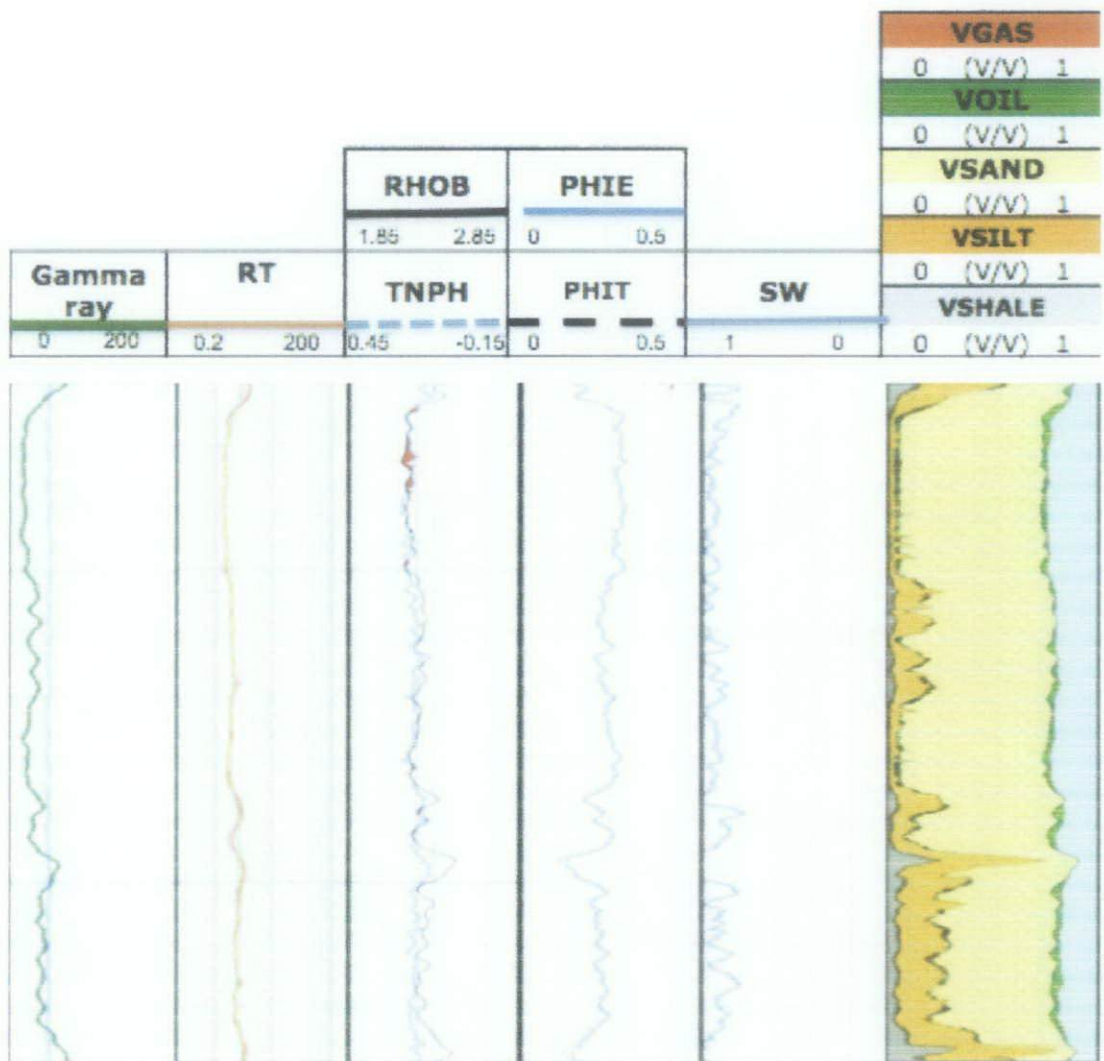 VGAS
0 (V/V) 1
VOIL
0 (V/V) 1
RHOB
1.85 2.85
PHIE
0 0.5
VSAND
0 (V/V) 1
VSILT
0 (V/V) 1
Gamma
ray
0 200
RT
0.2 200
TNPH
0.45 -0.15
PHIT
0 0.5
SW
1 0
VSHALE
0 (V/V) 1